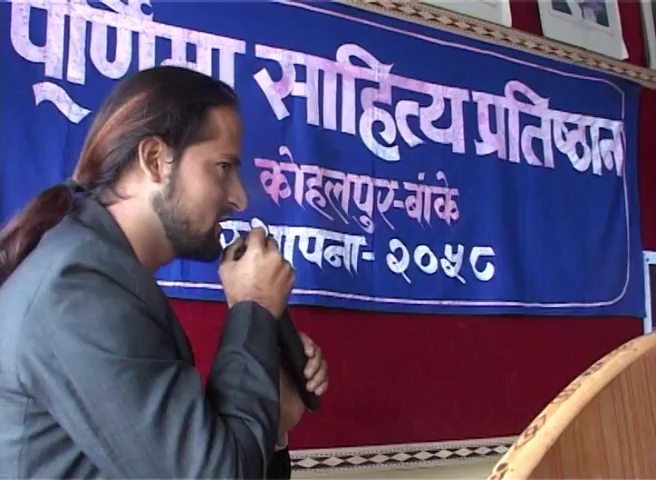 पूर्णिमा साहित्य प्रतिष्ठान
कोहलपुर-बाँके
स्थापना- २०५८